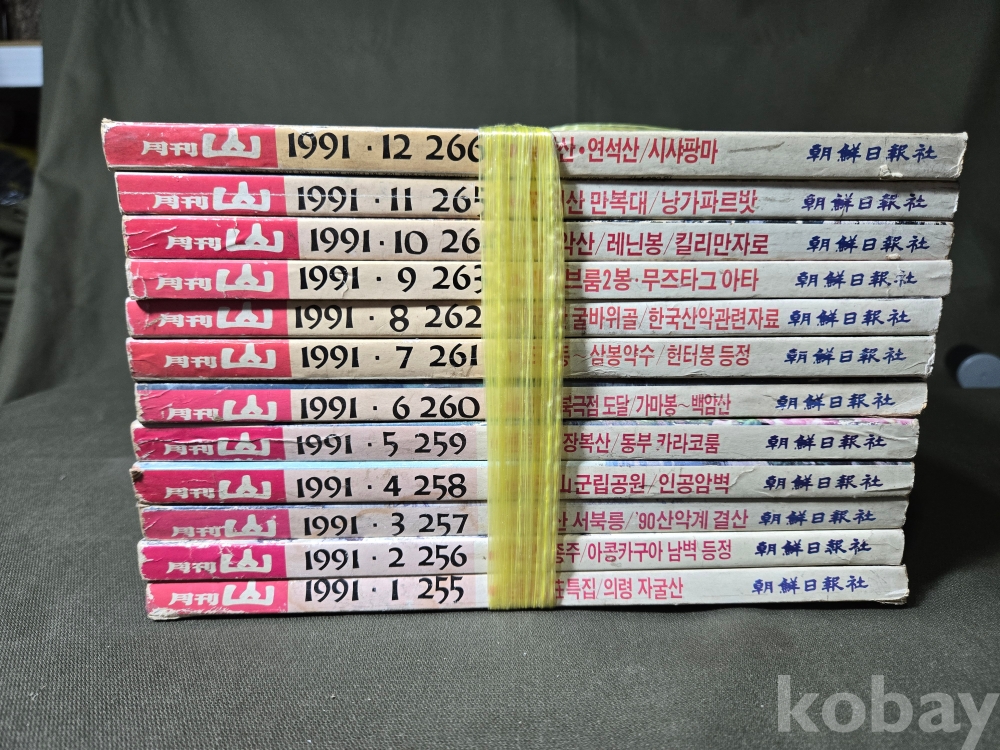 月刊 山 1991 · 12 266 산·연석산/시샤팡마 朝鮮日報社
月刊 山 1991 · 11 265 산 만복대/낭가파르밧 朝鮮日報社
月刊 山 1991 · 10 26 악산/레닌봉/킬리만자로 朝鮮日報社
月刊 山 1991 · 9 263 브룸2봉·무즈타그 아타 朝鮮日報社
月刊 山 1991 · 8 262 굴바위골/한국산악관련자료 朝鮮日報社
月刊 山 1991 · 7 261 삼봉약수/헌터봉 등정 朝鮮日報社
月刊 山 1991 · 6 260 북극점 도달/가마봉~백암산 朝鮮日報社
月刊 山 1991 · 5 259 장복산/동부 카라코룸 朝鮮日報社
月刊 山 1991 · 4 258 山군립공원/인공암벽 朝鮮日報社
月刊 山 1991 · 3 257 산 서북릉/'90산악계 결산 朝鮮日報社
月刊 山 1991 · 2 256 종주/아콩카구아 남벽 등정 朝鮮日報社
月刊 山 1991 · 1 255 특집/의령 자굴산 朝鮮日報社
kobay